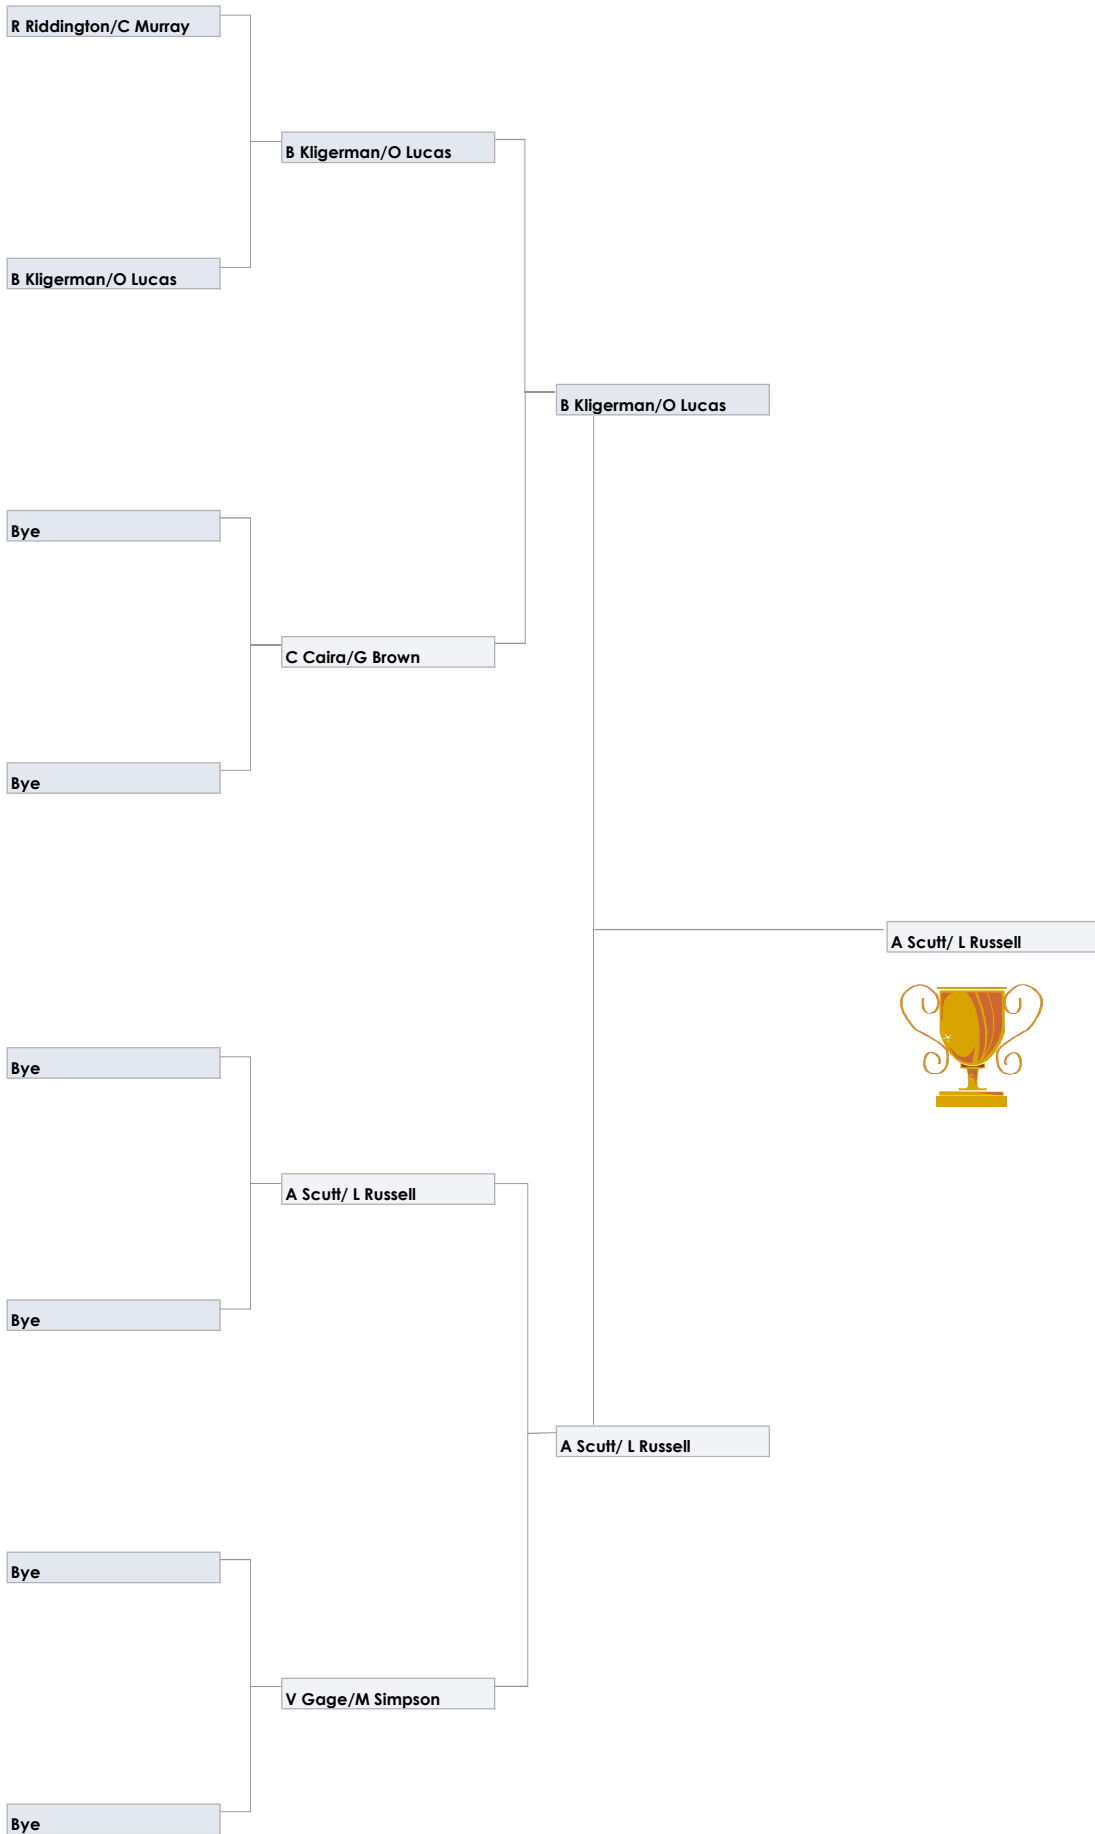 R Riddington/C Murray
B Kligerman/O Lucas
B Kligerman/O Lucas
B Kligerman/O Lucas
Bye
C Caira/G Brown
Bye
A Scutt/ L Russell
Bye
A Scutt/ L Russell
Bye
A Scutt/ L Russell
Bye
V Gage/M Simpson
Bye